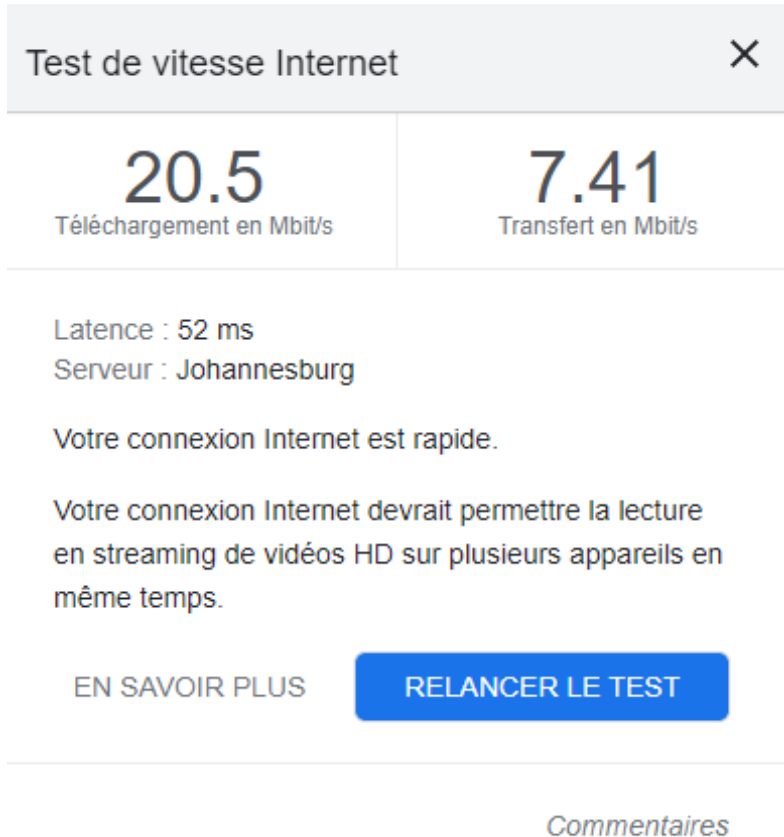 Test de vitesse Internet
20.5
Téléchargement en Mbit/s
7.41
Transfert en Mbit/s
Latence : 52 ms
Serveur : Johannesburg
Votre connexion Internet est rapide.
Votre connexion Internet devrait permettre la lecture
en streaming de vidéos HD sur plusieurs appareils en
même temps.
EN SAVOIR PLUS
RELANCER LE TEST
Commentaires